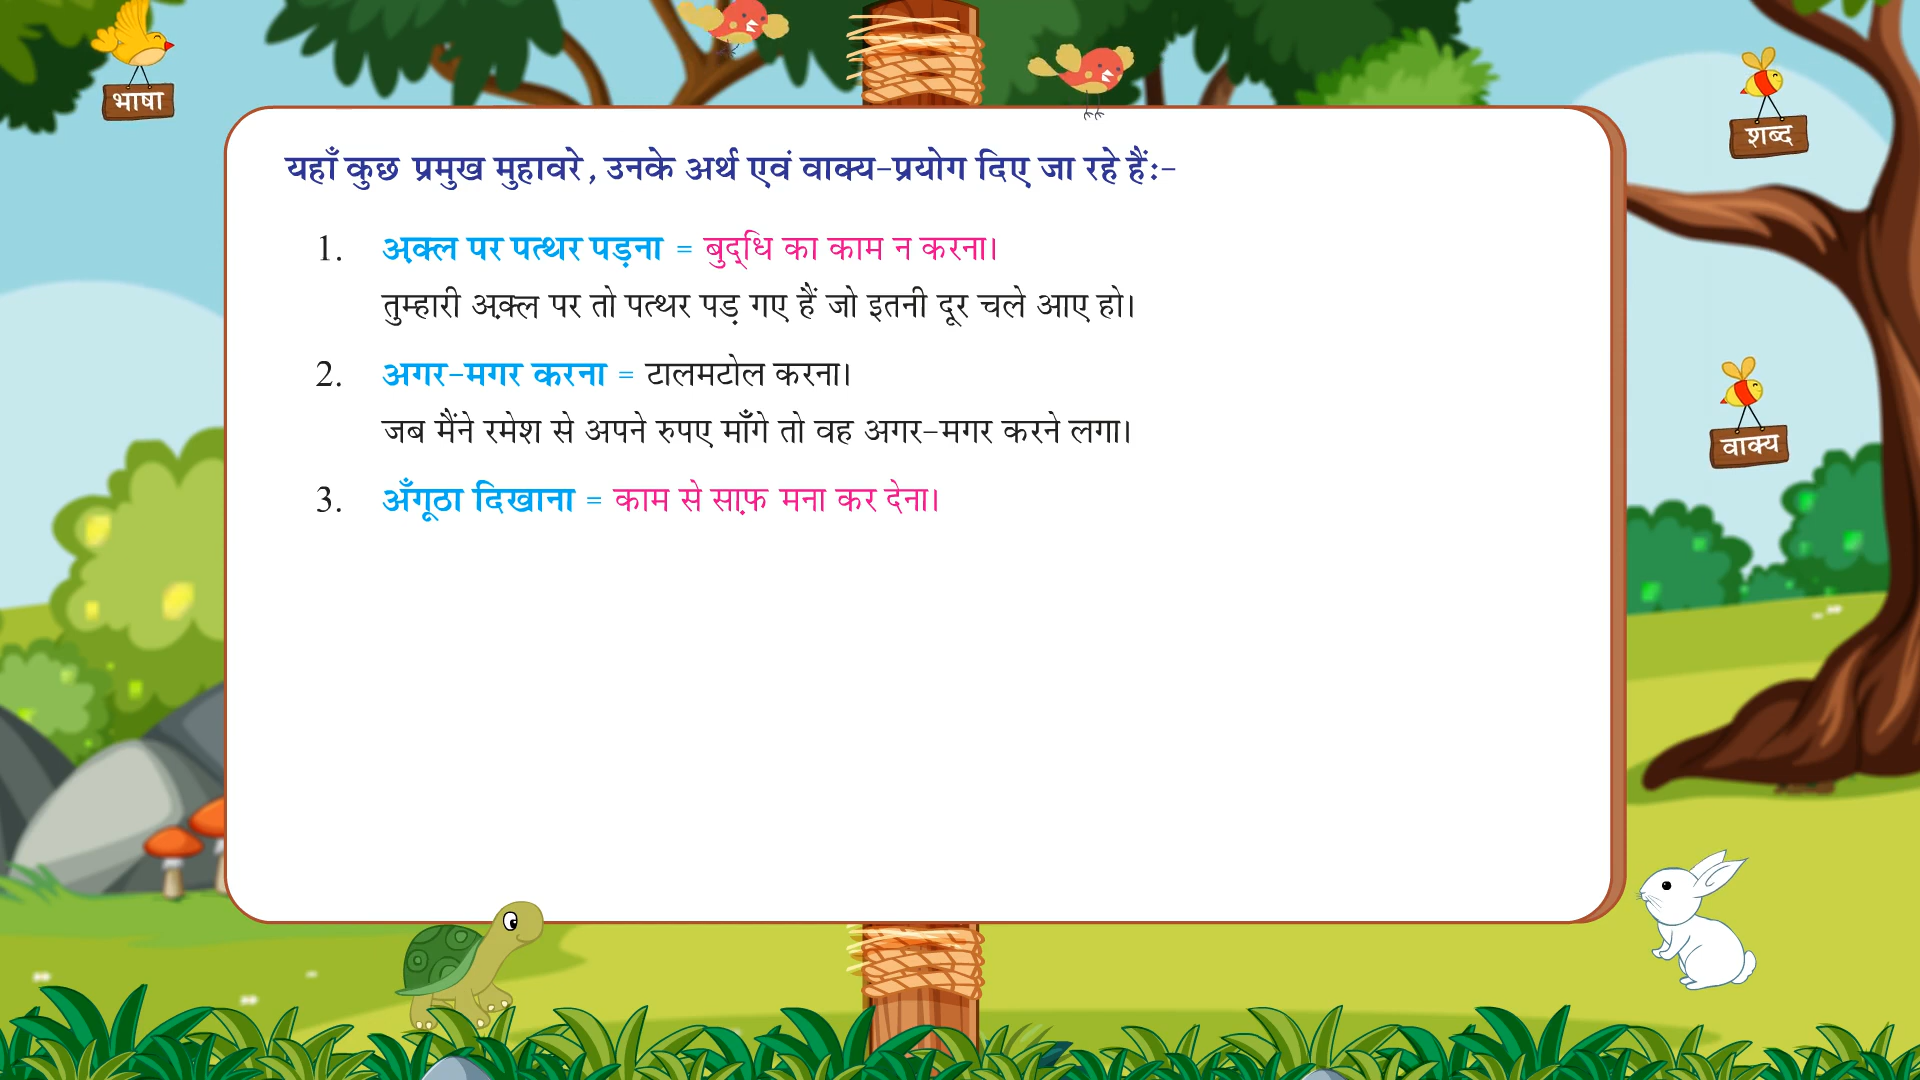 भाषा
शब्द
यहाँ कुछ प्रमुख मुहावरे, उनके अर्थ एवं वाक्य-प्रयोग दिए जा रहे हैं:-
1. अक़्ल पर पत्थर पड़ना = बुद्‌धि का काम न करना।
तुम्हारी अक़्ल पर तो पत्थर पड़ गए हैं जो इतनी दूर चले आए हो।
2. अगर-मगर करना = टालमटोल करना।
जब मैंने रमेश से अपने रुपए माँगे तो वह अगर-मगर करने लगा।
वाक्य
3. अँगूठा दिखाना = काम से साफ़ मना कर देना।